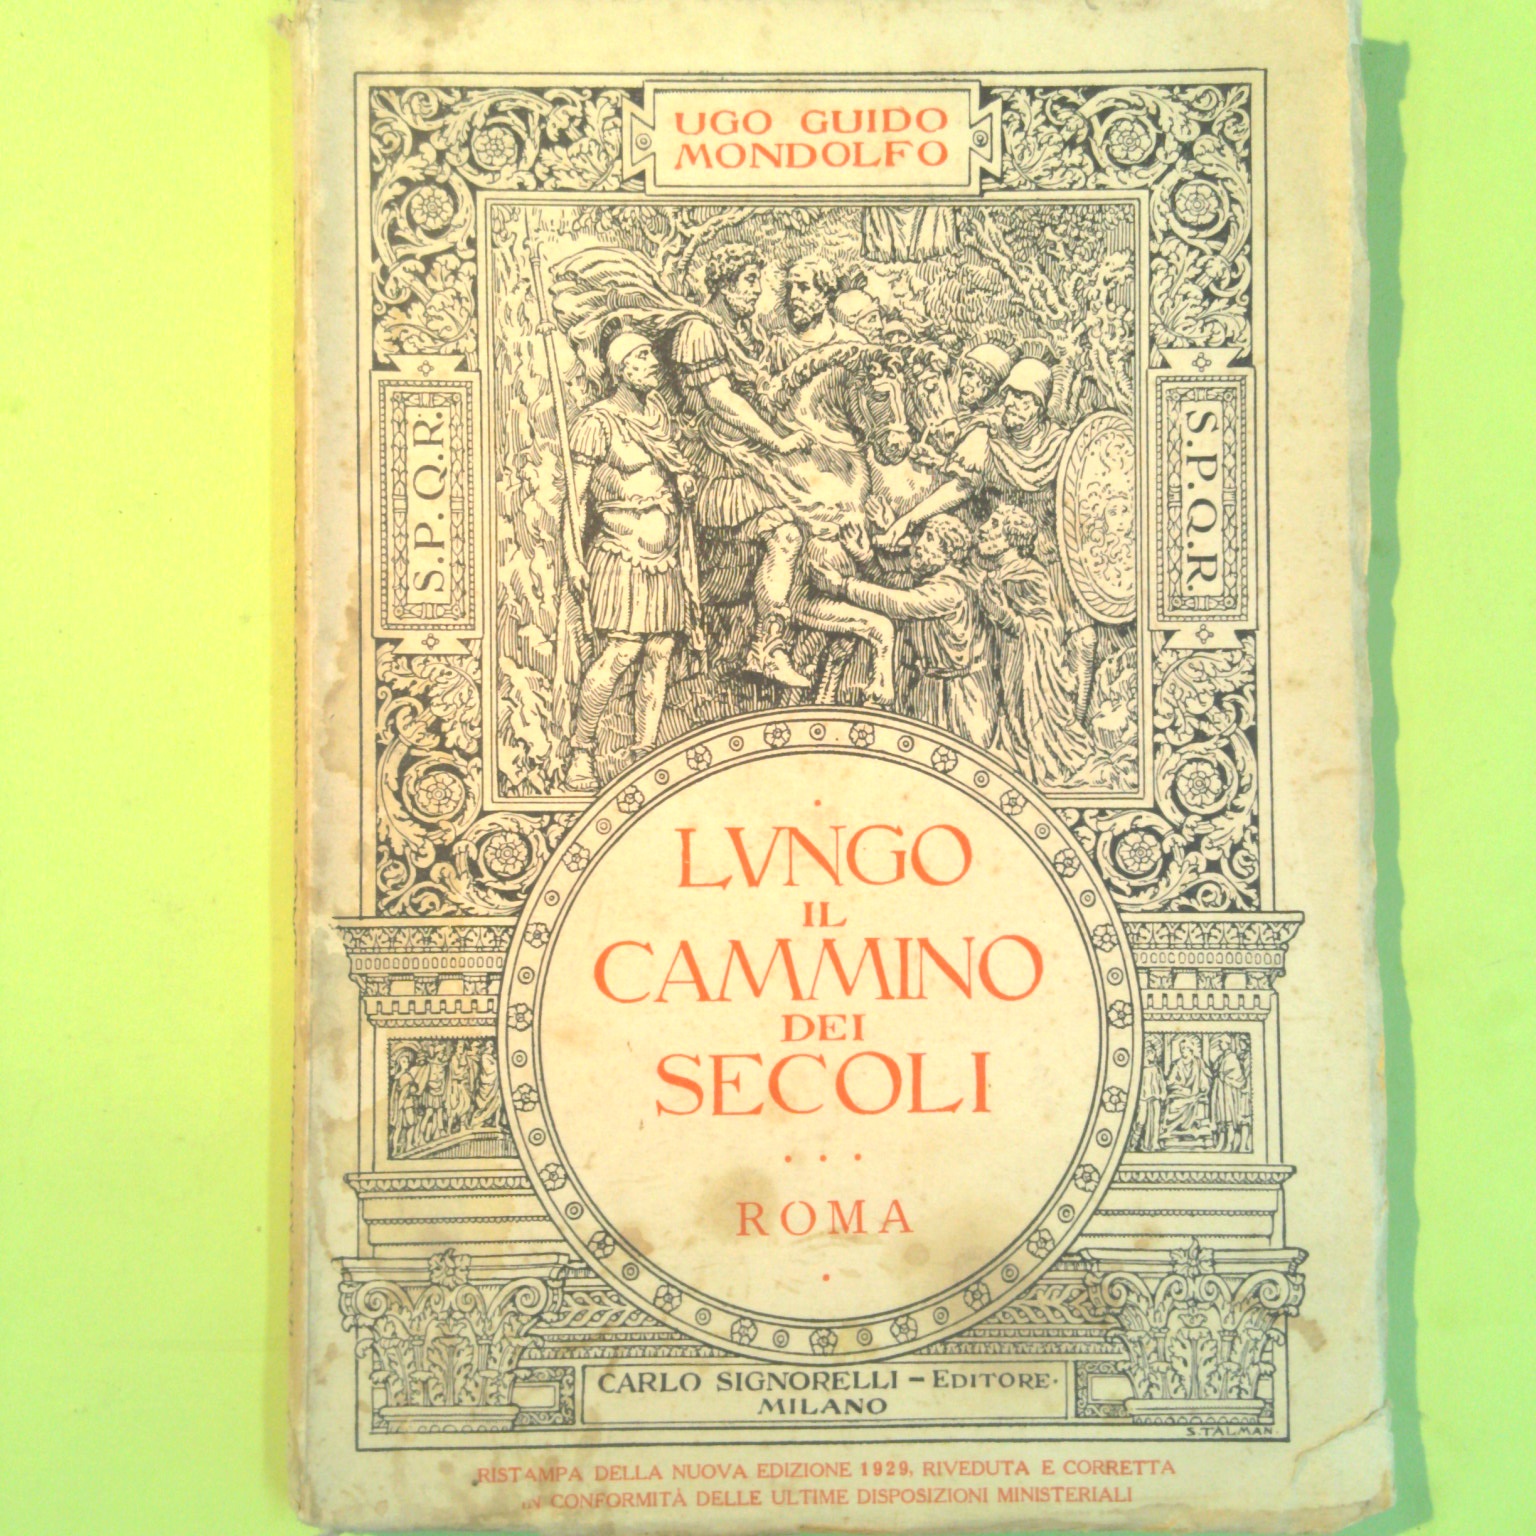 UGO GUIDO
MONDOLFO
S.P.Q.R:
S.P.Q.R.
LVNGO
IL
CAMMINO
DEI
SECOLI
ROMA
CARLO SIGNORELLI – EDITORE.
MILANO
S. TALMAN.
RISTAMPA DELLA NUOVA EDIZIONE 1929, RIVEDUTA E CORRETTA
IN CONFORMITÀ DELLE ULTIME DISPOSIZIONI MINISTERIALI